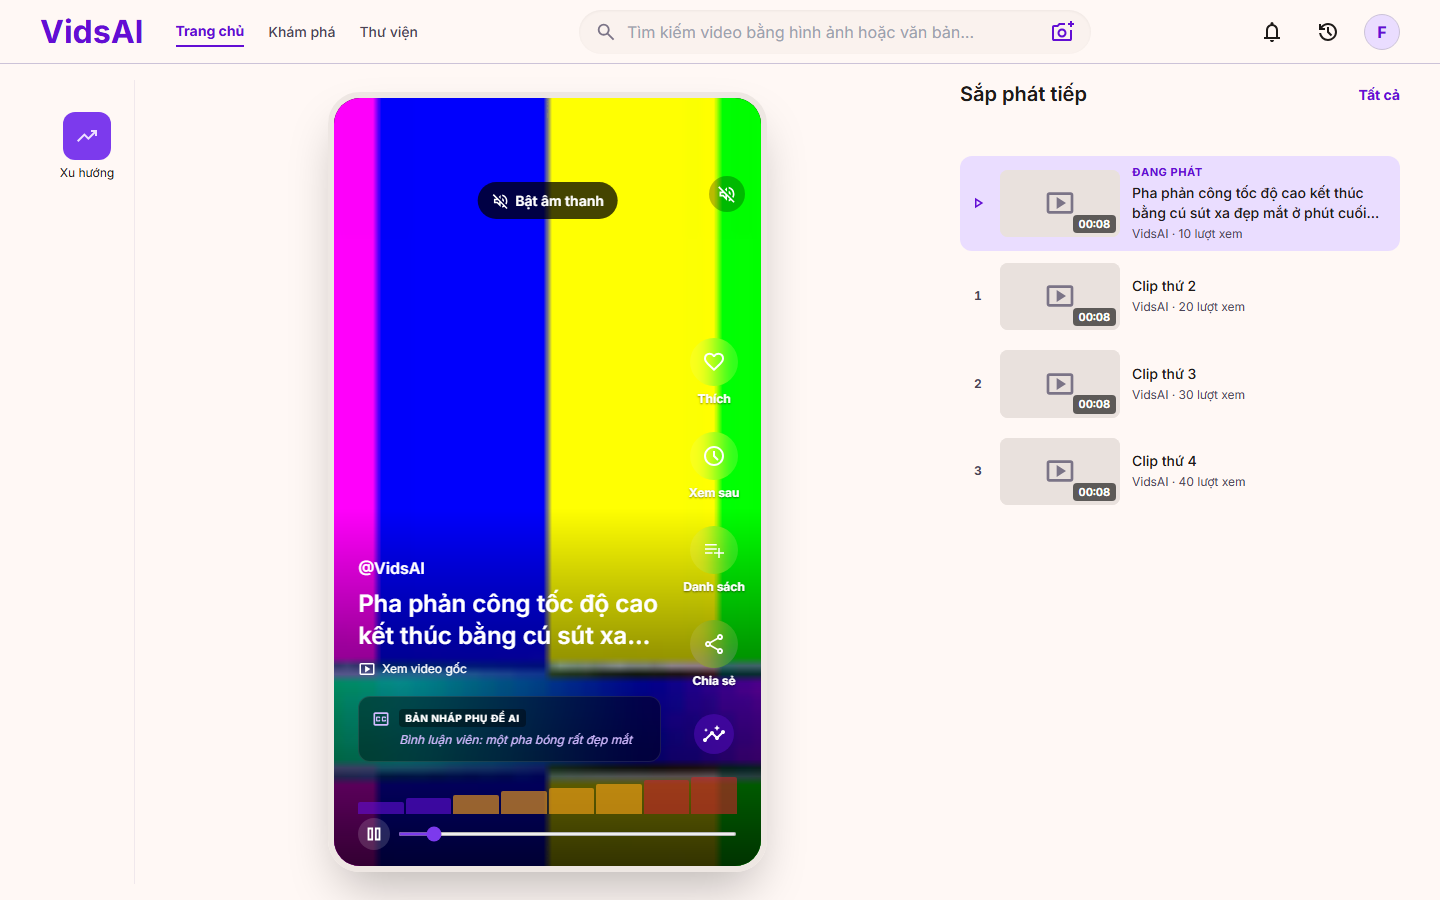 VidsAI
Trang chủ
Khám phá
Thư viện
Tìm kiếm video bằng hình ảnh hoặc văn bản...
F
Xu hướng
Bật âm thanh
Thích
Xem sau
Danh sách
Chia sẻ
@VidsAI
Pha phản công tốc độ cao
kết thúc bằng cú sút xa...
Xem video gốc
CC
BẢN NHÁP PHỤ ĐỀ AI
Bình luận viên: một pha bóng rất đẹp mắt
Sắp phát tiếp
Tất cả
ĐANG PHÁT
Pha phản công tốc độ cao kết thúc
bằng cú sút xa đẹp mắt ở phút cuối...
VidsAI · 10 lượt xem
00:08
1
Clip thứ 2
VidsAI · 20 lượt xem
00:08
2
Clip thứ 3
VidsAI · 30 lượt xem
00:08
3
Clip thứ 4
VidsAI · 40 lượt xem
00:08